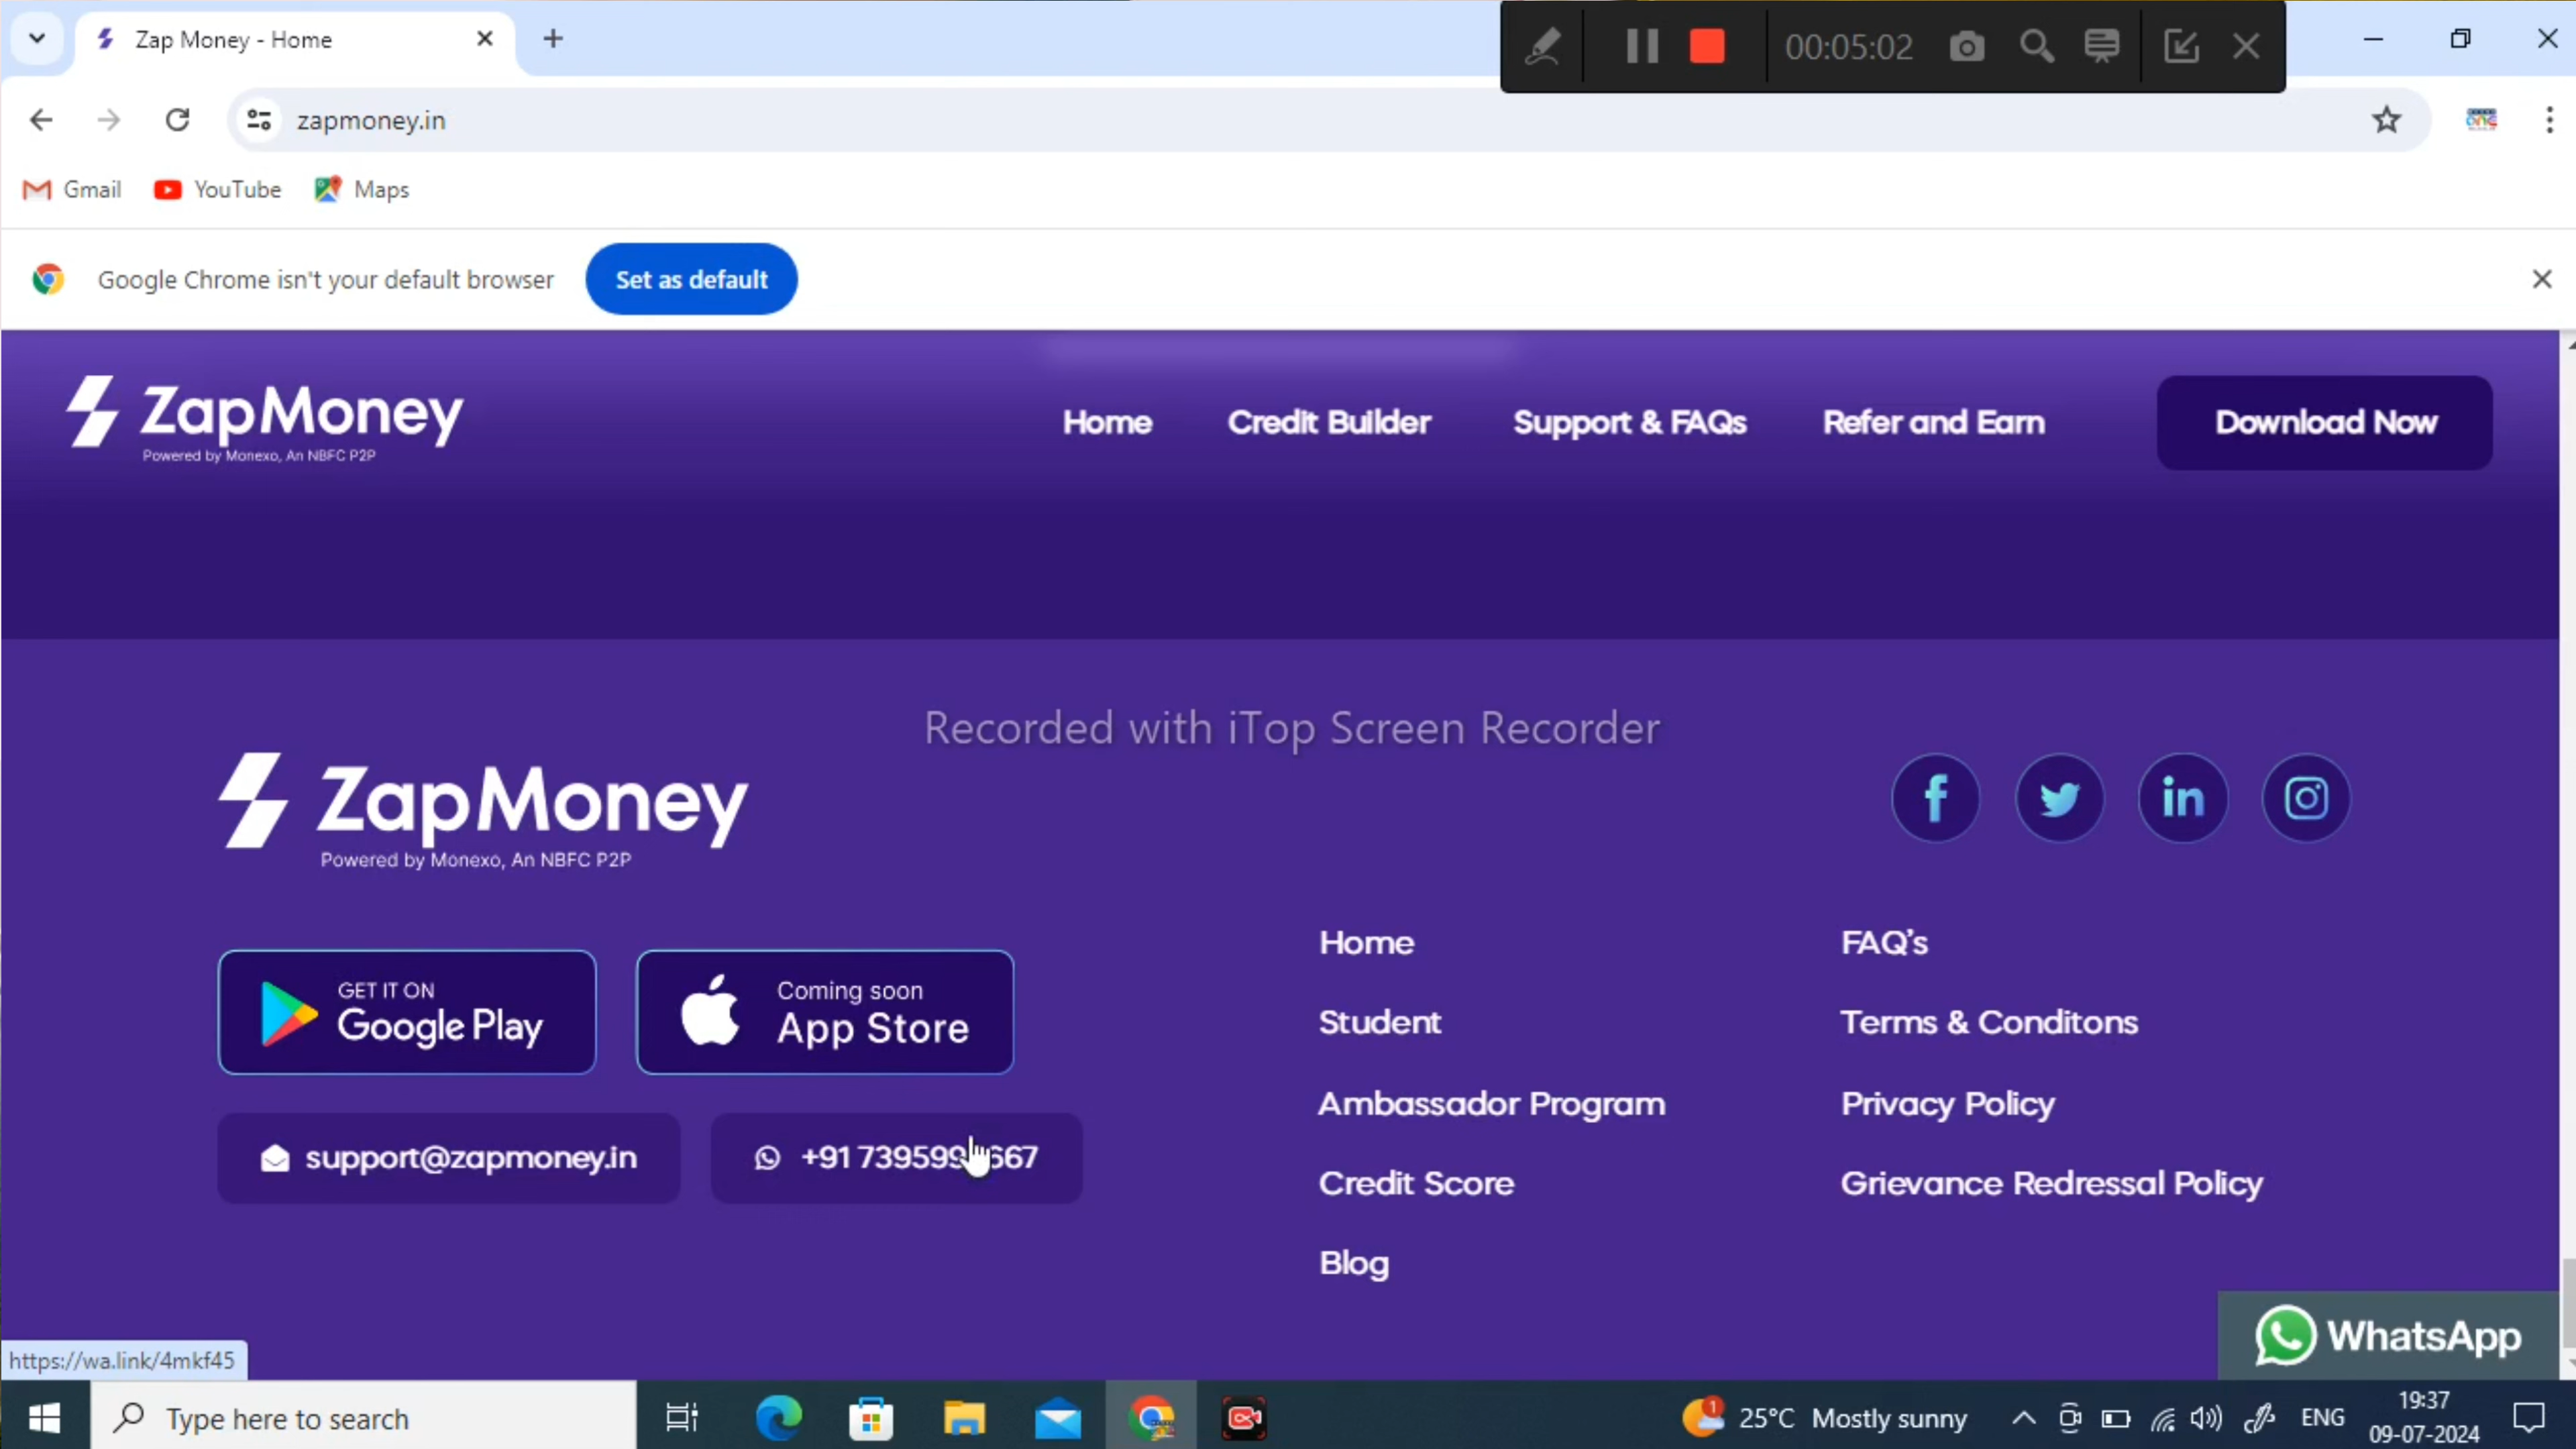 Zap Money - Home
00:05:02
zapmoney.in
Gmail YouTube Maps
Google Chrome isn't your default browser Set as default
ZapMoney
Powered by Monexo, An NBFC P2P
Home Credit Builder Support & FAQs Refer and Earn Download Now
Recorded with iTop Screen Recorder
ZapMoney
Powered by Monexo, An NBFC P2P
f in
GET IT ON
Google Play
Coming soon
App Store
support@zapmoney.in
+91
Home
Student
Ambassador Program
Credit Score
Blog
FAQ's
Terms & Conditons
Privacy Policy
Grievance Redressal Policy
WhatsApp
https://wa.link/4mkf45
Type here to search
1
25°C Mostly sunny
ENG
19:37
09-07-2024